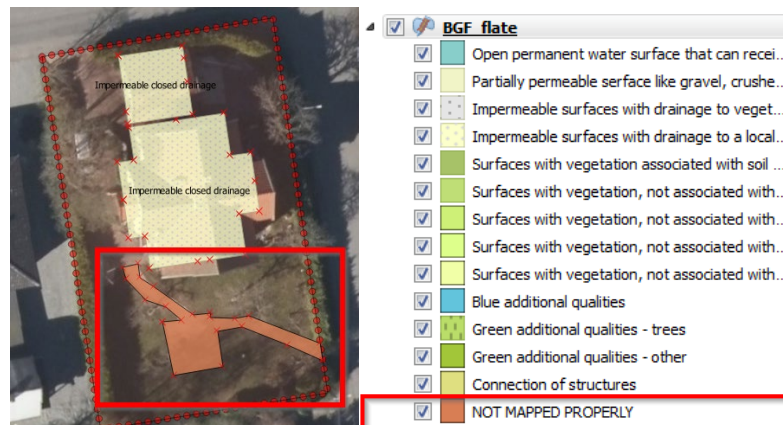 Impermeable closed drainage
Impermeable closed drainage
BGF_flate
Open permanent water surface that can recei...
Partially permeable serface like gravel, crushe...
Impermeable surfaces with drainage to veget...
Impermeable surfaces with drainage to a local...
Surfaces with vegetation associated with soil ...
Surfaces with vegetation, not associated with...
Surfaces with vegetation, not associated with...
Surfaces with vegetation, not associated with...
Surfaces with vegetation, not associated with...
Blue additional qualities
Green additional qualities - trees
Green additional qualities - other
Connection of structures
NOT MAPPED PROPERLY